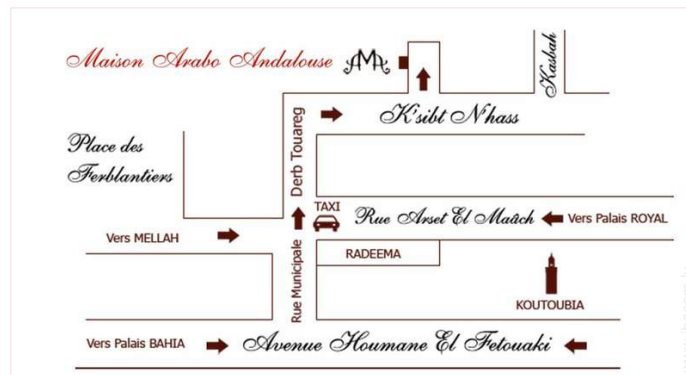 Maison Arabo Andalouse
Kasbah
K'sibt N'hass
Derb Touareg
Place des
Ferblantiers
TAXI
Rue Arset El Maâch
Vers Palais ROYAL
Vers MELLAH
RADEEMA
Rue Municipale
KOUTOUBIA
Vers Palais BAHIA
Avenue Houmane El Fetouaki